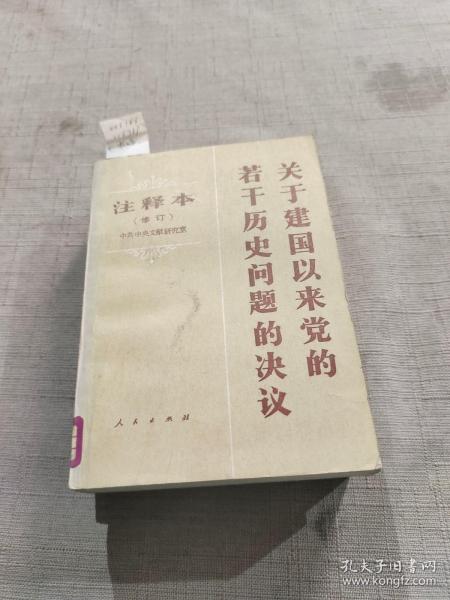 关于建国以来党的
若干历史问题的决议
注释本
（修订）
中共中央文献研究室
人民出版社
孔夫子旧书网
www.kongfz.com